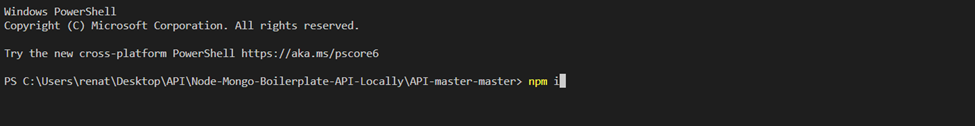 Windows PowerShell
Copyright (C) Microsoft Corporation. All rights reserved.
Try the new cross-platform PowerShell https://aka.ms/pscore6
PS C:\Users\renat\Desktop\API\Node-Mongo-Boilerplate-API-Locally\API-master-master> npm i